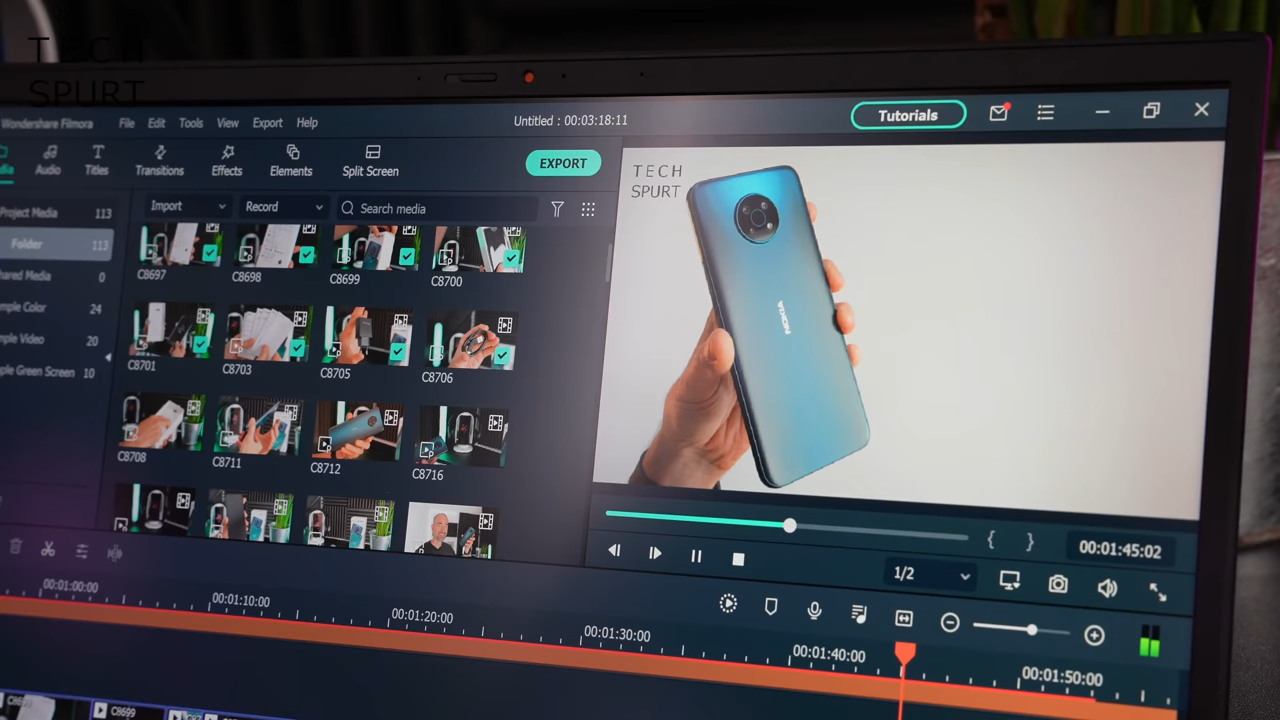 TECH
SPURT
Wondershare Filmora
File Edit Tools View Export Help
Untitled : 00:03:18:11
Tutorials
Audio
Titles
Transitions
Effects
Elements
Split Screen
EXPORT
Project Media 113
Folder 113
hared Media 0
mple Color 24
mple Video 20
mple Green Screen 10
Import
Record
Search media
C8697
C8698
C8699
C8700
C8701
C8703
C8705
C8706
C8708
C8711
C8712
C8716
TECH
SPURT
NOKIA
{ }
00:01:45:02
1/2
00:01:00:00
00:01:10:00
00:01:20:00
00:01:30:00
00:01:40:00
00:01:50:00
C8699